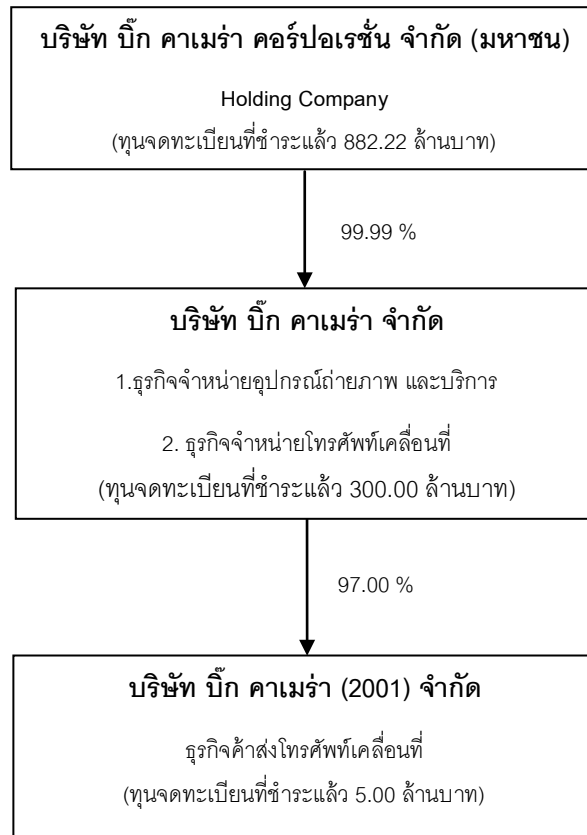 บริษัท บิ๊ก คาเมร่า คอร์ปอเรชั่น จำกัด (มหาชน)
Holding Company
(ทุนจดทะเบียนที่ชำระแล้ว 882.22 ล้านบาท)
99.99 %
บริษัท บิ๊ก คาเมร่า จำกัด
1.ธุรกิจจำหน่ายอุปกรณ์ถ่ายภาพ และบริการ
2. ธุรกิจจำหน่ายโทรศัพท์เคลื่อนที่
(ทุนจดทะเบียนที่ชำระแล้ว 300.00 ล้านบาท)
97.00 %
บริษัท บิ๊ก คาเมร่า (2001) จำกัด
ธุรกิจค้าส่งโทรศัพท์เคลื่อนที่
(ทุนจดทะเบียนที่ชำระแล้ว 5.00 ล้านบาท)